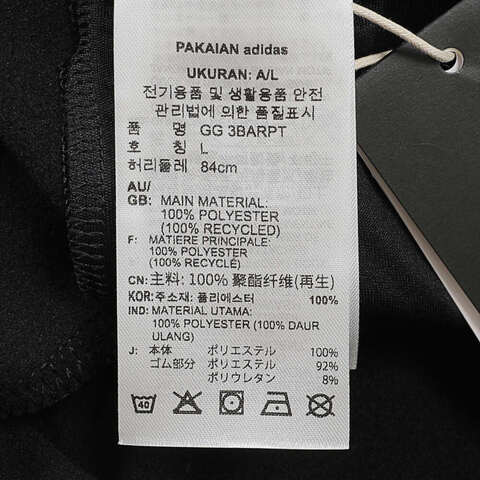 PAKAIAN adidas
UKURAN: A/L
전기용품 및 생활용품 안전
관리법에 의한 품질표시
품 명 GG 3BARPT
호 칭 L
허리둘레 84cm
AU/
GB: MAIN MATERIAL:
100% POLYESTER
(100% RECYCLED)
F: MATIERE PRINCIPALE:
100% POLYESTER
(100% RECYCLÉ)
CN: 主料: 100% 聚酯纤维(再生)
KOR: 주소재: 폴리에스터 100%
IND: MATERIAL UTAMA:
100% POLYESTER (100% DAUR
ULANG)
J: 本体 ポリエステル 100%
ゴム部分 ポリエステル 92%
ポリウレタン 8%
40